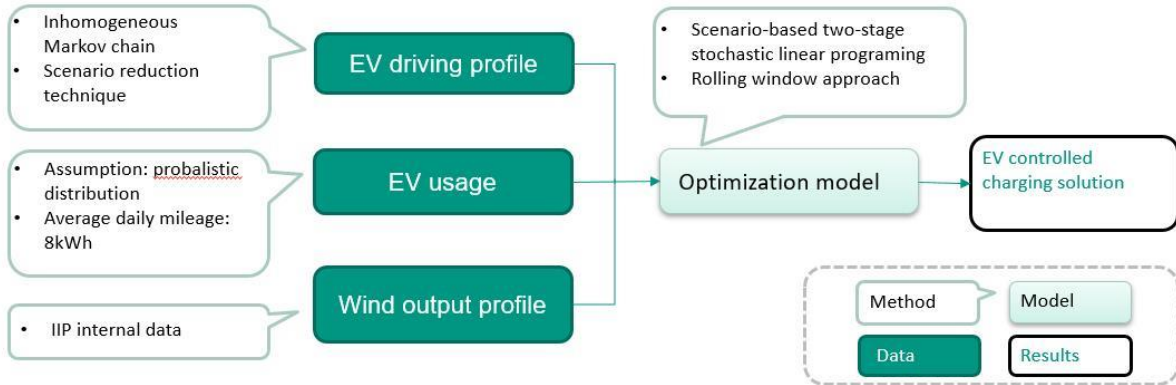 • Inhomogeneous
Markov chain
• Scenario reduction
technique
EV driving profile
• Scenario-based two-stage
stochastic linear programing
• Rolling window approach
• Assumption: probalistic
distribution
• Average daily mileage:
8kWh
EV usage
Optimization model
EV controlled
charging solution
• IIP internal data
Wind output profile
Method
Model
Data
Results